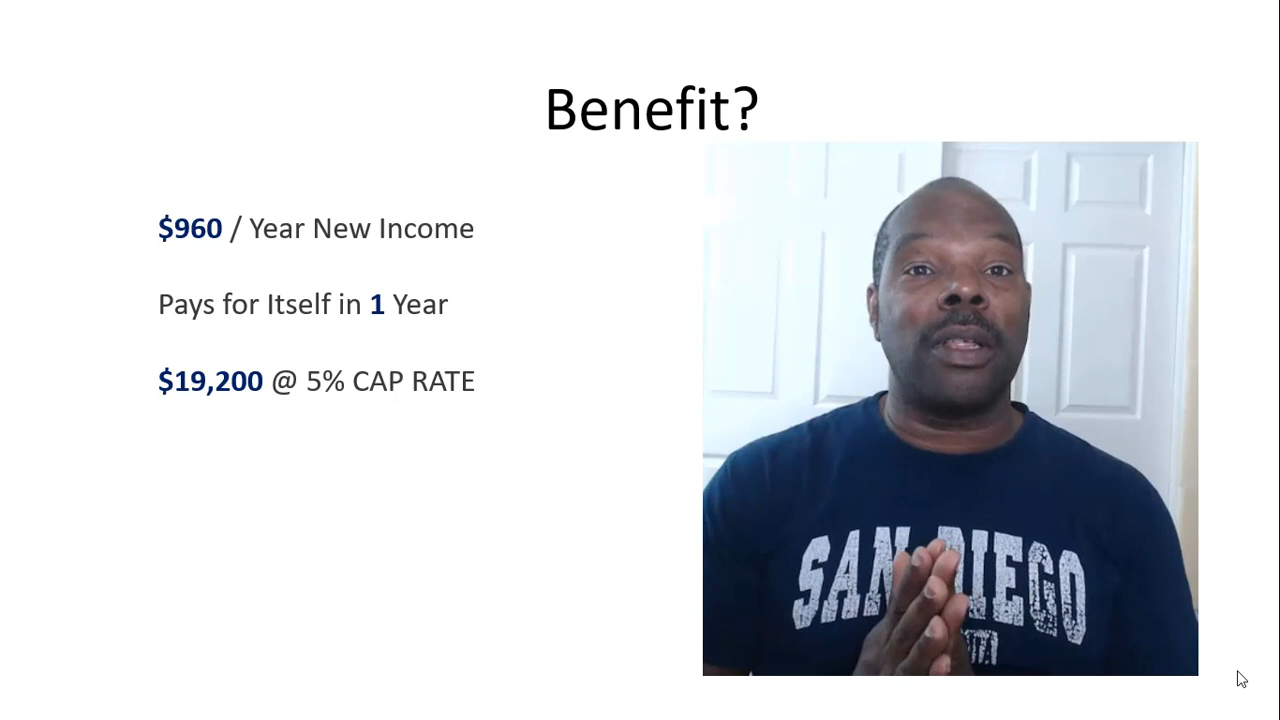 Benefit?
$960 / Year New Income
Pays for Itself in 1 Year
$19,200 @ 5% CAP RATE
SAN DIEGO